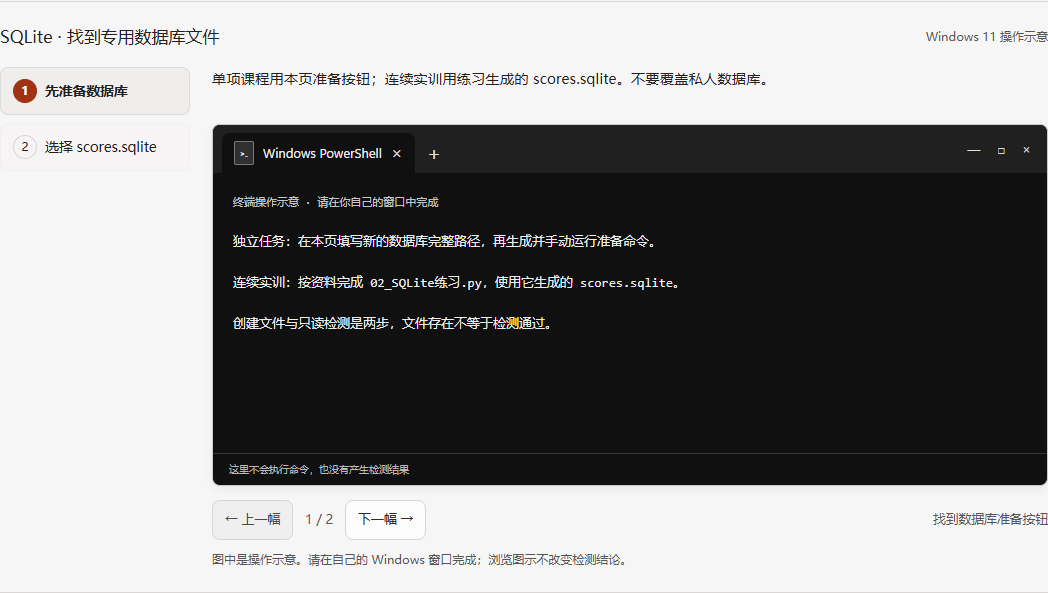 SQLite · 找到专用数据库文件
Windows 11 操作示意
1 先准备数据库
2 选择 scores.sqlite
单项课程用本页准备按钮；连续实训用练习生成的 scores.sqlite。不要覆盖私人数据库。
Windows PowerShell
终端操作示意 · 请在你自己的窗口中完成
独立任务：在本页填写新的数据库完整路径，再生成并手动运行准备命令。
连续实训：按资料完成 02_SQLite练习.py，使用它生成的 scores.sqlite。
创建文件与只读检测是两步，文件存在不等于检测通过。
这里不会执行命令，也没有产生检测结果
← 上一幅 1 / 2 下一幅 →
找到数据库准备按钮
图中是操作示意。请在自己的 Windows 窗口完成；浏览图示不改变检测结论。